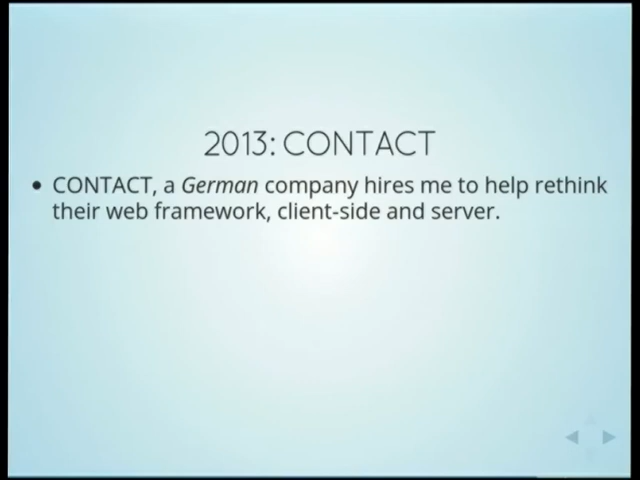 2013: CONTACT
• CONTACT, a German company hires me to help rethink
their web framework, client-side and server.